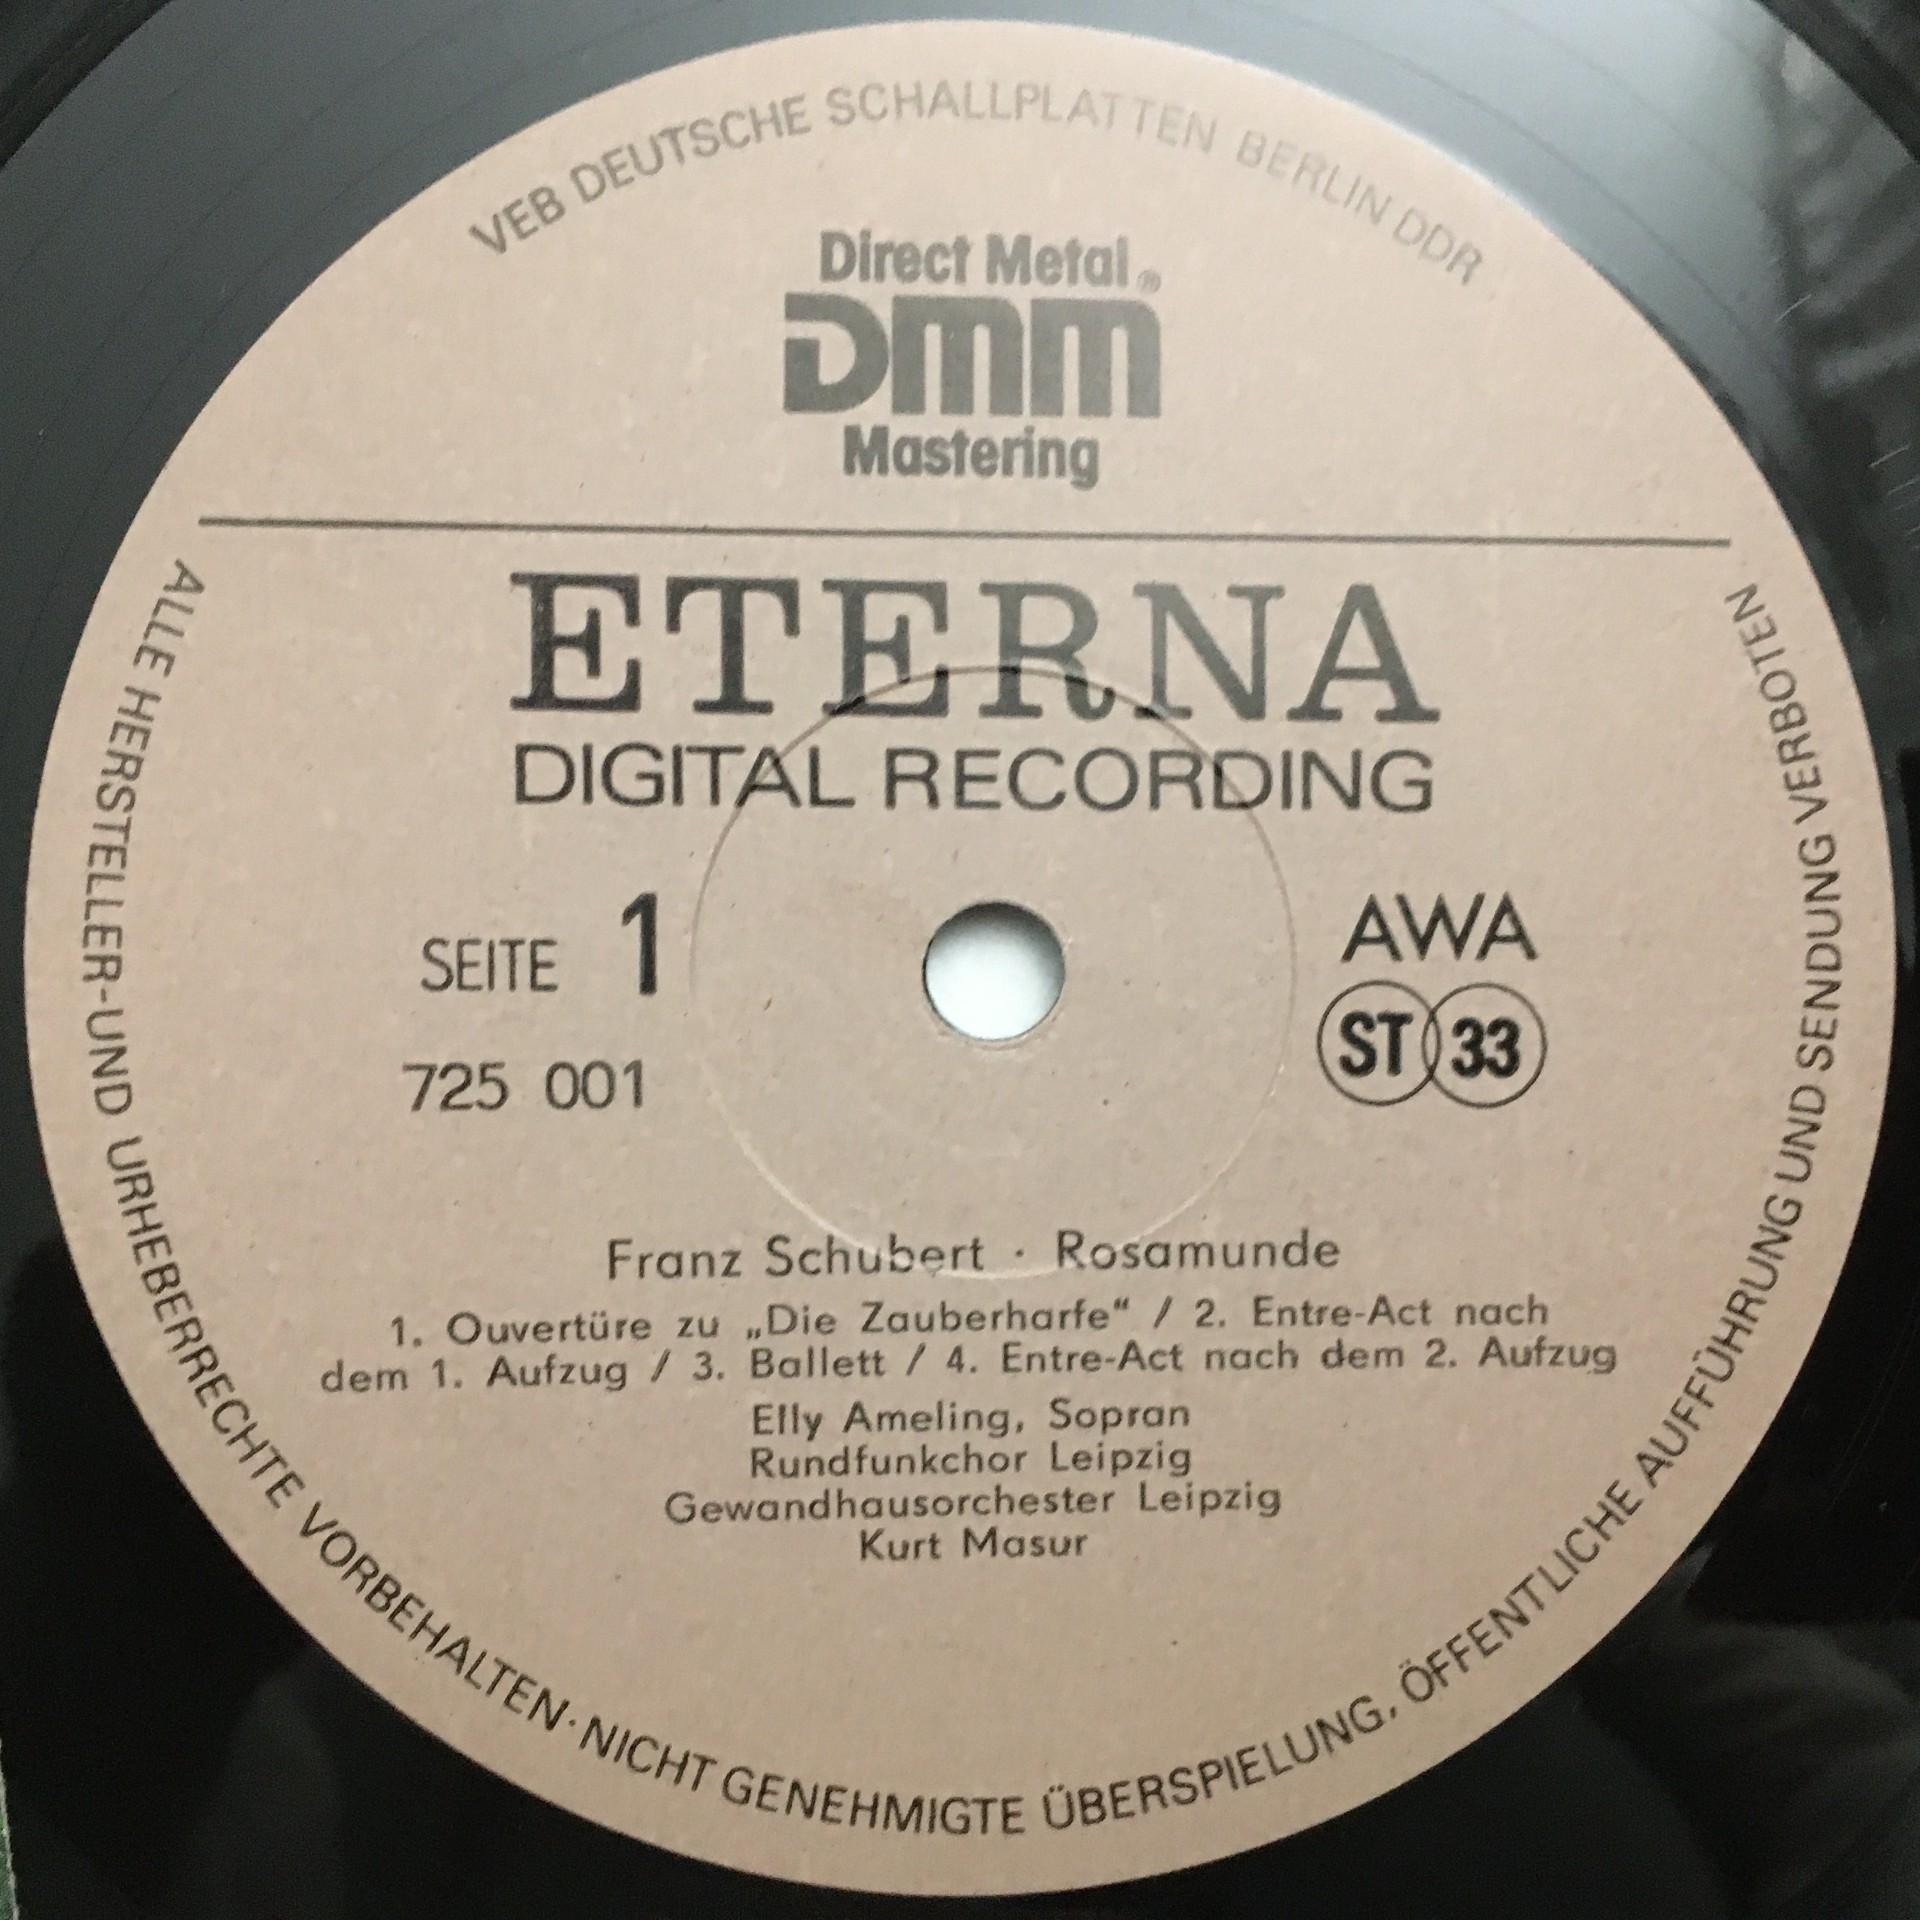 VEB DEUTSCHE SCHALLPLATTEN BERLIN DDR
Direct Metal ®
DMM
Mastering
ETERNA
DIGITAL RECORDING
SEITE 1
AWA
725 001
ST 33
Franz Schubert · Rosamunde
1. Ouvertüre zu „Die Zauberharfe“ / 2. Entre-Act nach
dem 1. Aufzug / 3. Ballett / 4. Entre-Act nach dem 2. Aufzug
Elly Ameling, Sopran
Rundfunkchor Leipzig
Gewandhausorchester Leipzig
Kurt Masur
ALLE HERSTELLER-UND URHEBERRECHTE VORBEHALTEN · NICHT GENEHMIGTE ÜBERSPIELUNG, ÖFFENTLICHE AUFFÜHRUNG UND SENDUNG VERBOTEN